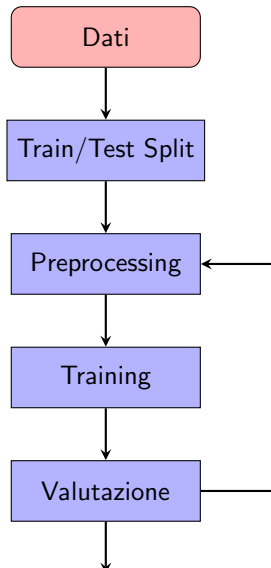 Dati
Train/Test Split
Preprocessing
Training
Valutazione